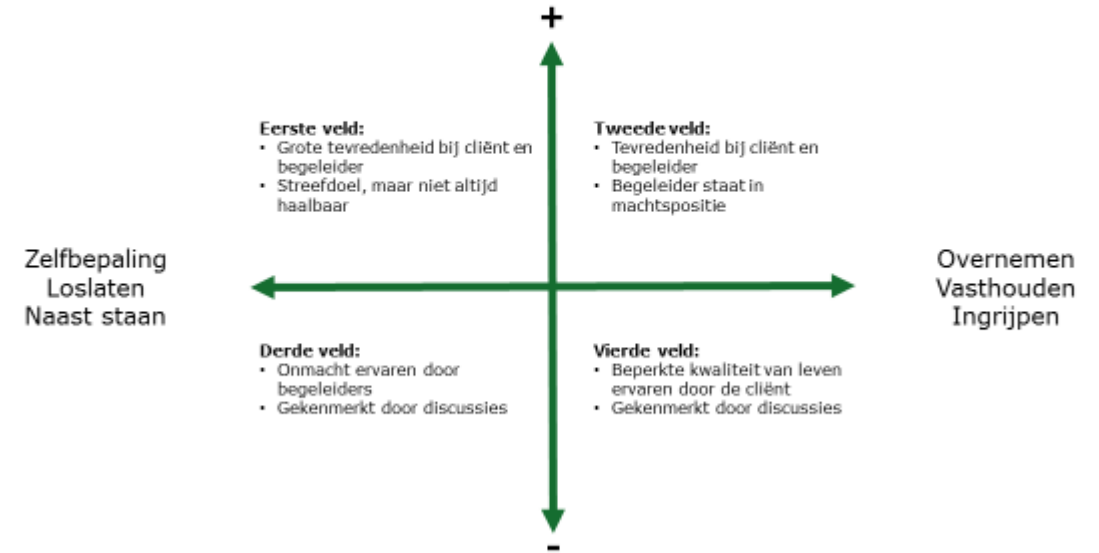 +
Eerste veld:
• Grote tevredenheid bij cliënt en
begeleider
• Streefdoel, maar niet altijd
haalbaar
Tweede veld:
• Tevredenheid bij cliënt en
begeleider
• Begeleider staat in
machtspositie
Zelfbepaling
Loslaten
Naast staan
Overnemen
Vasthouden
Ingrijpen
Derde veld:
• Onmacht ervaren door
begeleiders
• Gekenmerkt door discussies
Vierde veld:
• Beperkte kwaliteit van leven
ervaren door de cliënt
• Gekenmerkt door discussies
-